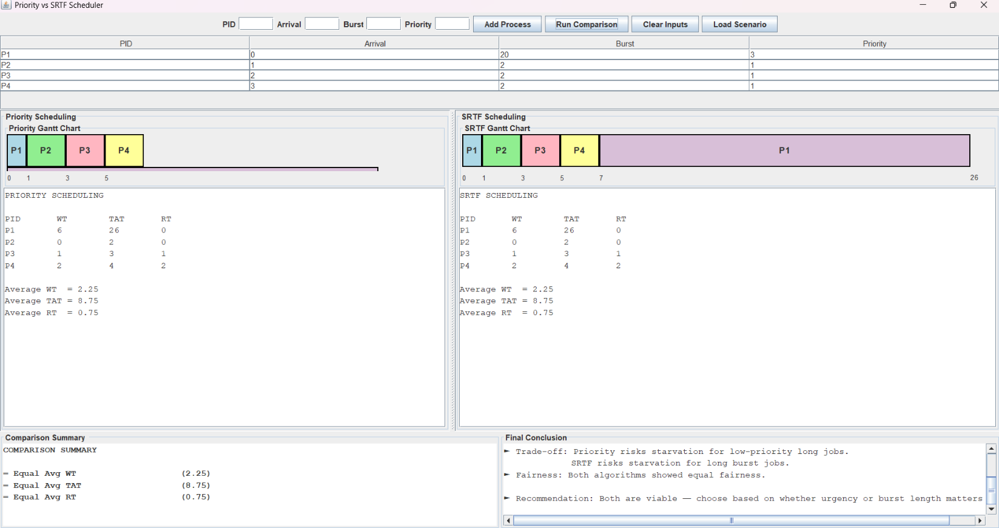 Priority vs SRTF Scheduler
PID Arrival Burst Priority Add Process Run Comparison Clear Inputs Load Scenario
PID Arrival Burst Priority
P1 0 20 3
P2 1 2 1
P3 2 2 1
P4 3 2 1
Priority Scheduling
Priority Gantt Chart
P1 P2 P3 P4
0 1 3 5
PRIORITY SCHEDULING
PID WT TAT RT
P1 6 26 0
P2 0 2 0
P3 1 3 1
P4 2 4 2
Average WT = 2.25
Average TAT = 8.75
Average RT = 0.75
SRTF Scheduling
SRTF Gantt Chart
P1 P2 P3 P4 P1
0 1 3 5 7 26
SRTF SCHEDULING
PID WT TAT RT
P1 6 26 0
P2 0 2 0
P3 1 3 1
P4 2 4 2
Average WT = 2.25
Average TAT = 8.75
Average RT = 0.75
Comparison Summary
COMPARISON SUMMARY
= Equal Avg WT (2.25)
= Equal Avg TAT (8.75)
= Equal Avg RT (0.75)
Final Conclusion
► Trade-off: Priority risks starvation for low-priority long jobs.
SRTF risks starvation for long burst jobs.
► Fairness: Both algorithms showed equal fairness.
► Recommendation: Both are viable — choose based on whether urgency or burst length matters